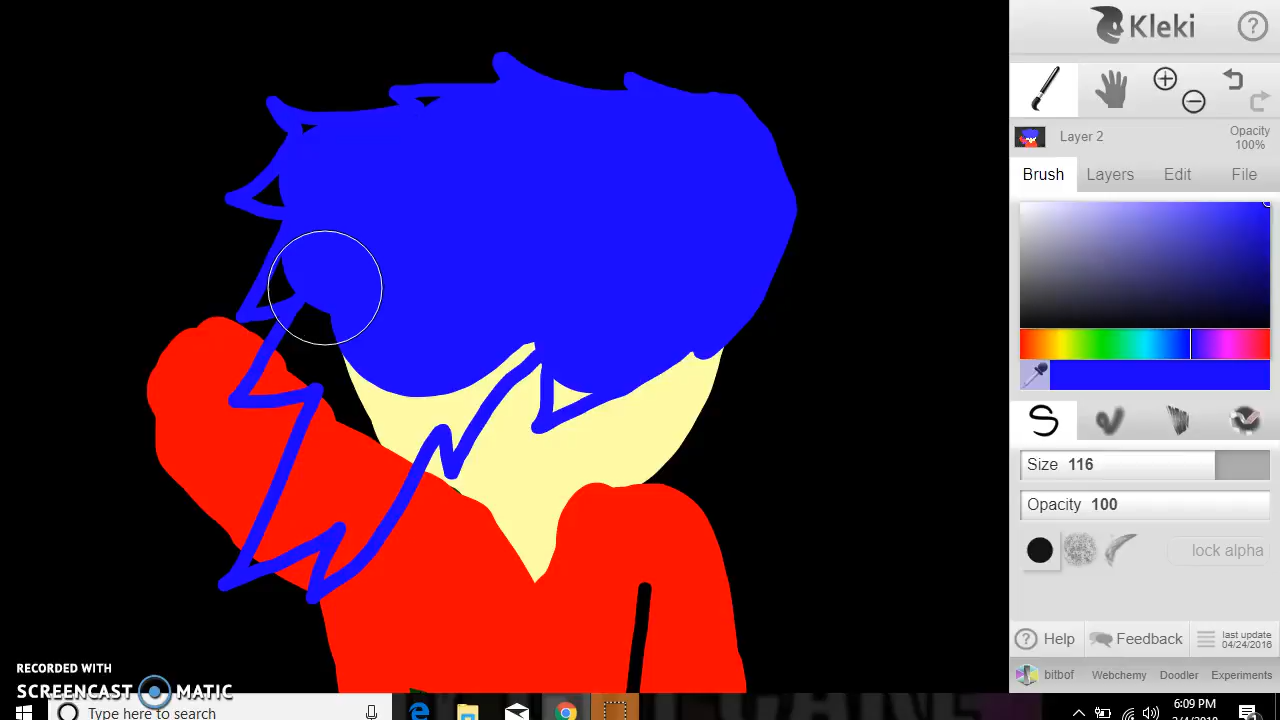 Kleki
?
Layer 2
Opacity
100%
Brush Layers Edit File
Size 116
Opacity 100
lock alpha
? Help Feedback last update
04/24/2016
bitbof Webchemy Doodler Experiments
RECORDED WITH
SCREENCAST MATIC
Type here to search
6:09 PM